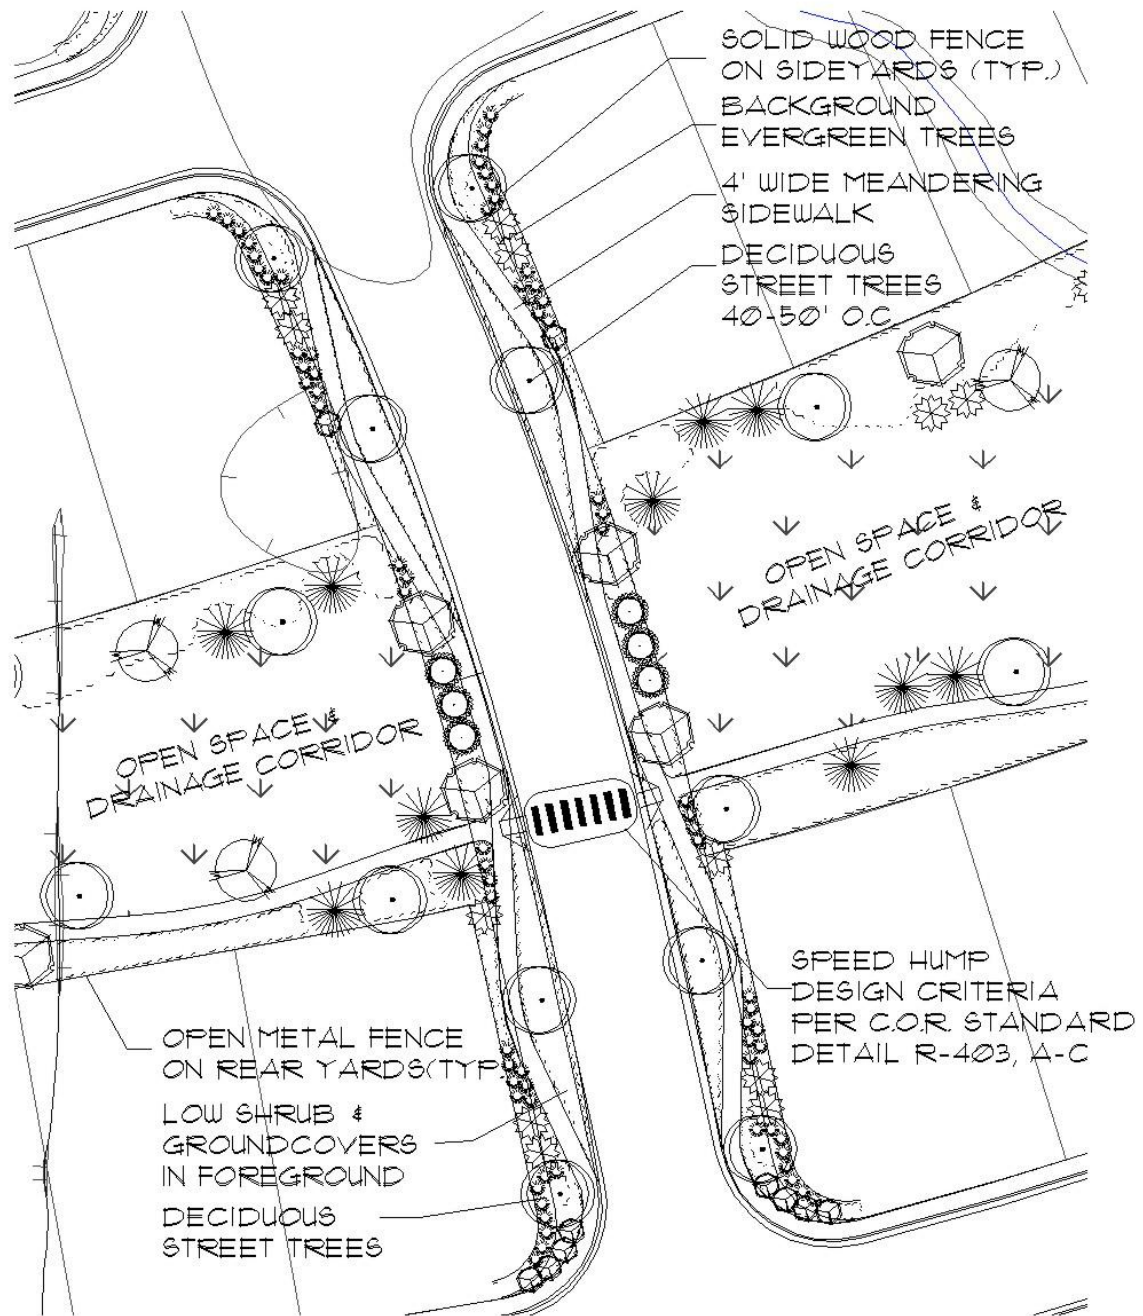 SOLID WOOD FENCE
ON SIDEYARDS (TYP.)
BACKGROUND
EVERGREEN TREES
4' WIDE MEANDERING
SIDEWALK
DECIDUOUS
STREET TREES
40-50' O.C.
OPEN SPACE &
DRAINAGE CORRIDOR
OPEN SPACE &
DRAINAGE CORRIDOR
SPEED HUMP
DESIGN CRITERIA
PER C.O.R. STANDARD
DETAIL R-403, A-C
OPEN METAL FENCE
ON REAR YARDS(TYP.
LOW SHRUB &
GROUNDCOVERS
IN FOREGROUND
DECIDUOUS
STREET TREES